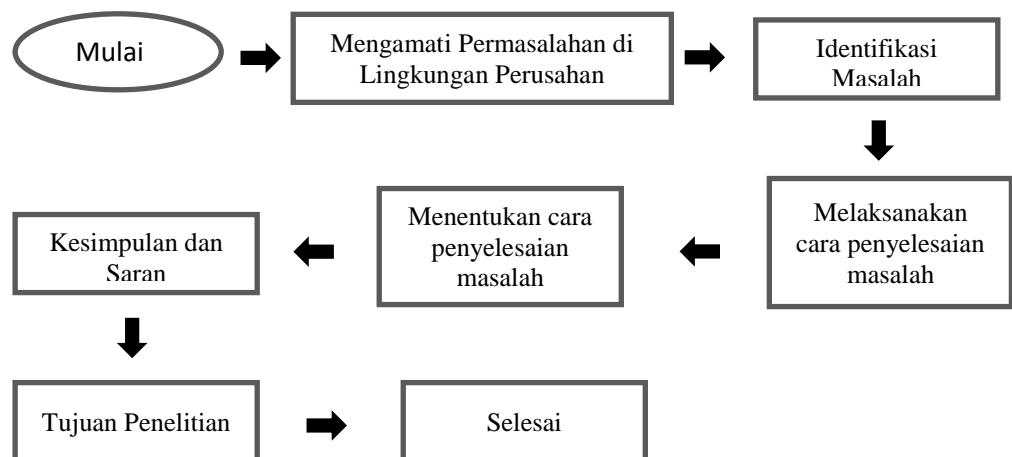 Mulai
Mengamati Permasalahan di
Lingkungan Perusahan
Identifikasi
Masalah
Melaksanakan
cara penyelesaian
masalah
Menentukan cara
penyelesaian
masalah
Kesimpulan dan
Saran
Tujuan Penelitian
Selesai